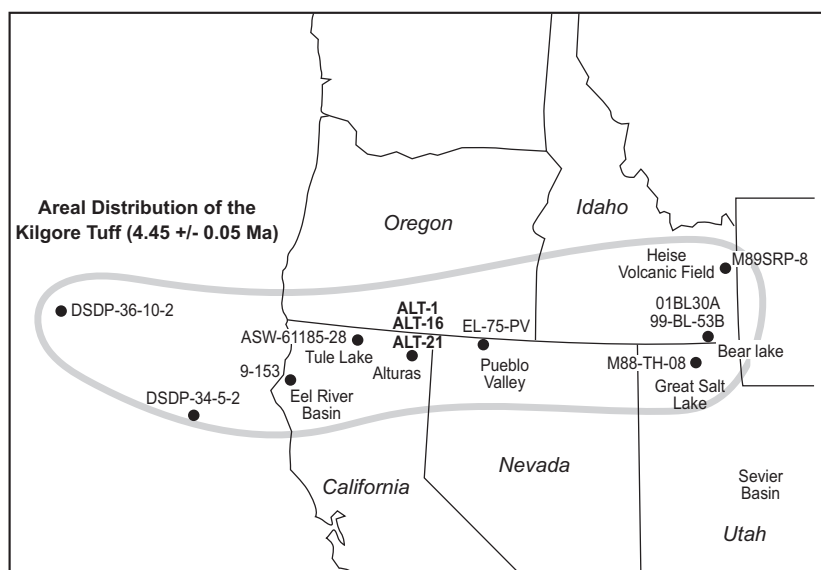 Areal Distribution of the
Kilgore Tuff (4.45 +/- 0.05 Ma)
Oregon
Idaho
Heise
Volcanic Field
M89SRP-8
DSDP-36-10-2
ALT-1
ALT-16
ALT-21
EL-75-PV
01BL30A
99-BL-53B
ASW-61185-28
Tule Lake
Alturas
Pueblo
Valley
Bear lake
M88-TH-08
Great Salt
Lake
9-153
Eel River
Basin
DSDP-34-5-2
California
Nevada
Sevier
Basin
Utah